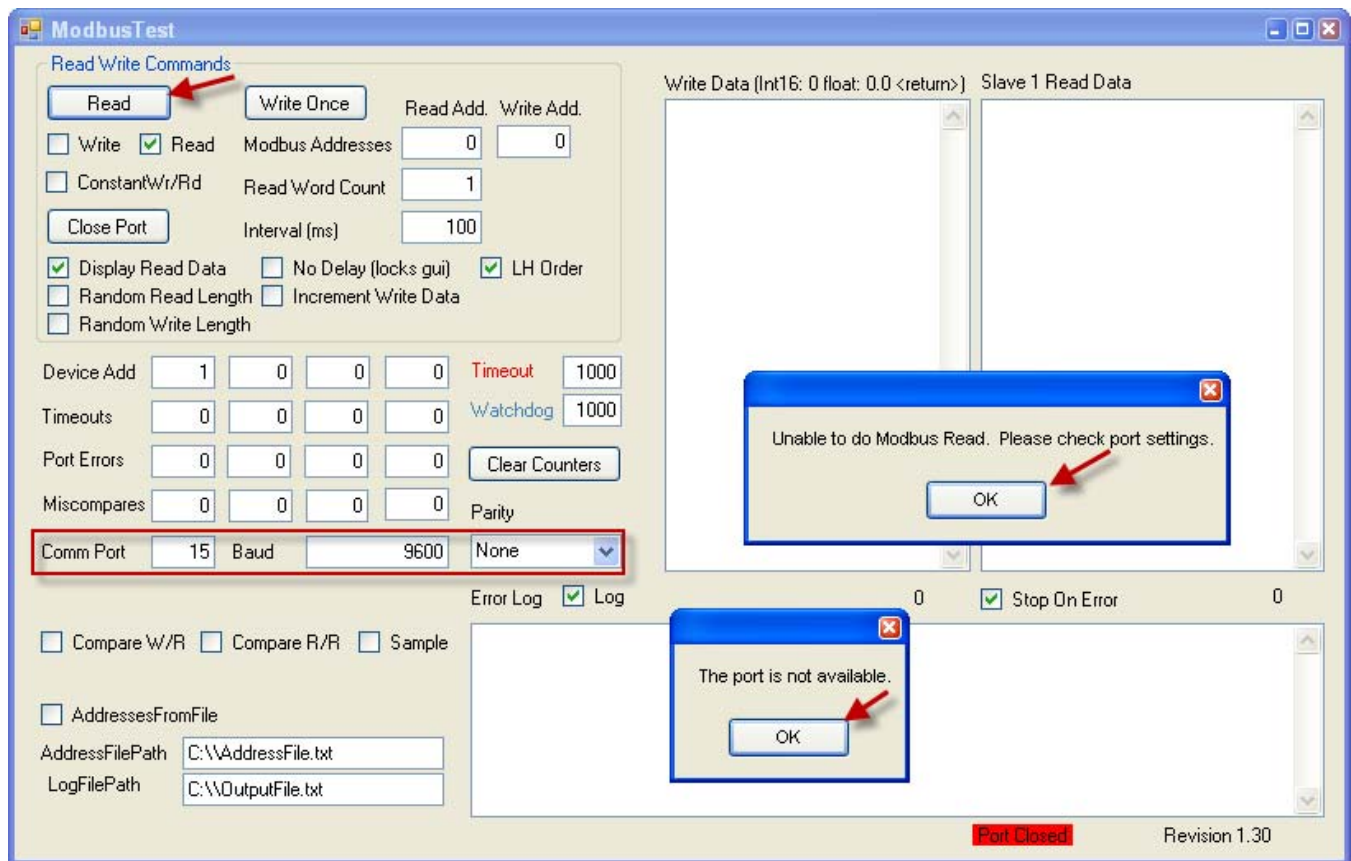 ModbusTest
Read Write Commands
Read
Write Once
Read Add. Write Add.
Write Read
Modbus Addresses 0 0
ConstantWr/Rd
Read Word Count 1
Close Port
Interval (ms) 100
Display Read Data No Delay (locks gui) LH Order
Random Read Length Increment Write Data
Random Write Length
Device Add 1 0 0 0 Timeout 1000
Timeouts 0 0 0 0 Watchdog 1000
Port Errors 0 0 0 0 Clear Counters
Miscompares 0 0 0 0 Parity
Comm Port 15 Baud 9600 None
Write Data (Int16: 0 float: 0.0 <return>) Slave 1 Read Data
Unable to do Modbus Read. Please check port settings.
OK
Error Log Log 0 Stop On Error 0
Compare W/R Compare R/R Sample
The port is not available.
OK
AddressesFromFile
AddressFilePath C:\\AddressFile.txt
LogFilePath C:\\OutputFile.txt
Port Closed Revision 1.30